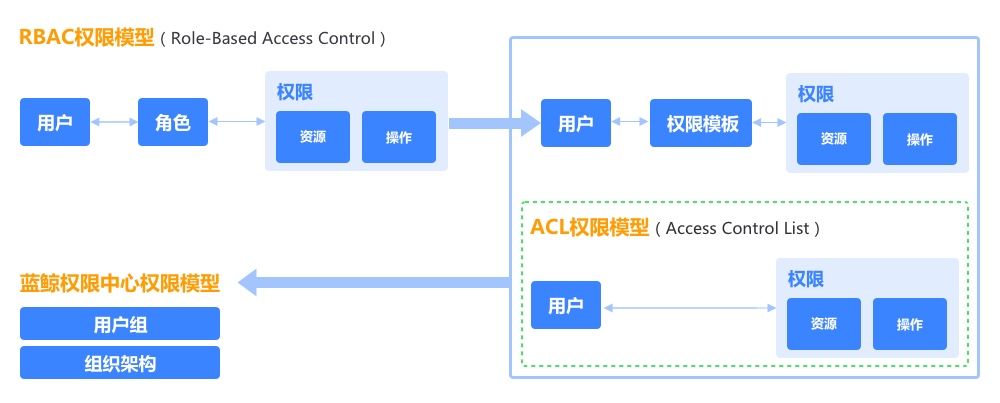 RBAC权限模型 ( Role-Based Access Control )
用户
角色
权限
资源
操作
用户
权限模板
权限
资源
操作
ACL权限模型 ( Access Control List )
用户
权限
资源
操作
蓝鲸权限中心权限模型
用户组
组织架构